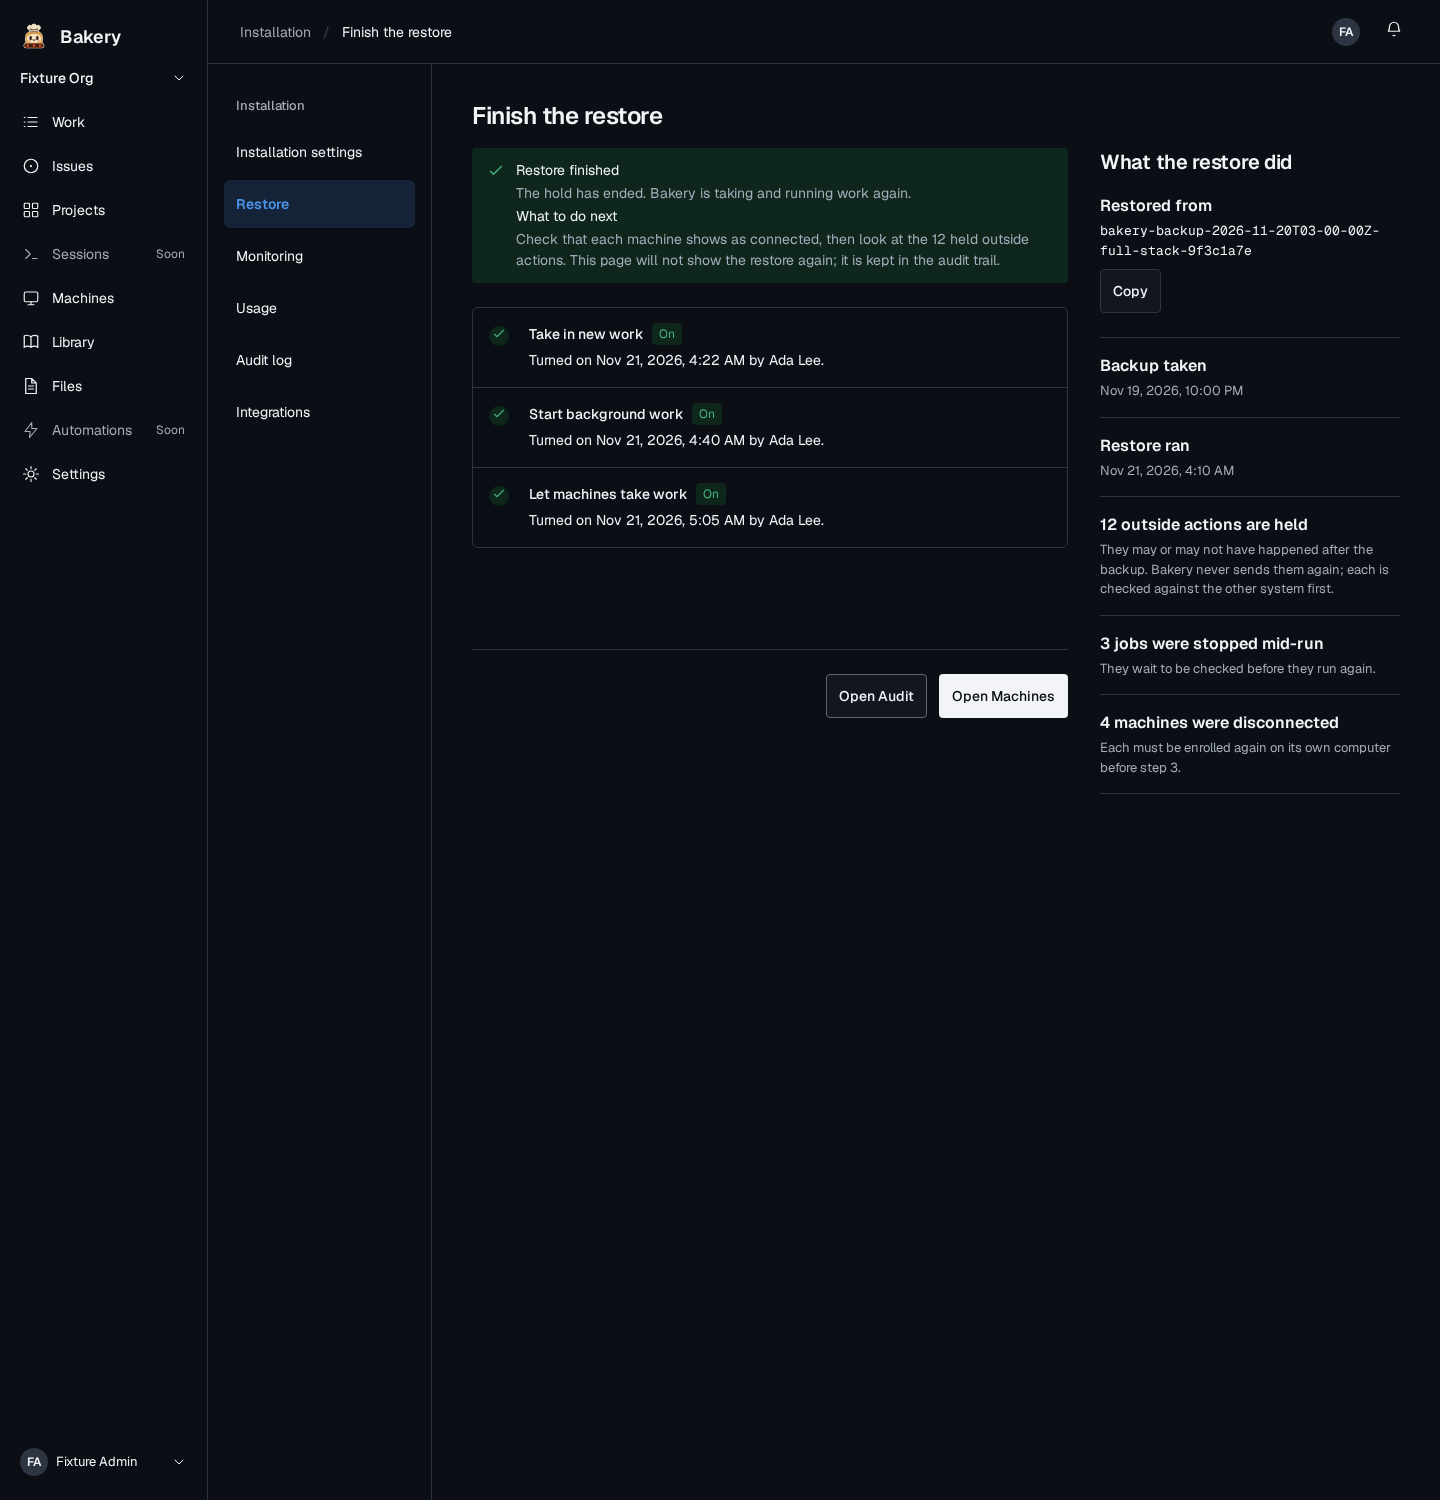 Bakery
Fixture Org
Work
Issues
Projects
Sessions Soon
Machines
Library
Files
Automations Soon
Settings
FA Fixture Admin
Installation / Finish the restore
FA
Installation
Installation settings
Restore
Monitoring
Usage
Audit log
Integrations
Finish the restore
Restore finished
The hold has ended. Bakery is taking and running work again.
What to do next
Check that each machine shows as connected, then look at the 12 held outside
actions. This page will not show the restore again; it is kept in the audit trail.
Take in new work On
Turned on Nov 21, 2026, 4:22 AM by Ada Lee.
Start background work On
Turned on Nov 21, 2026, 4:40 AM by Ada Lee.
Let machines take work On
Turned on Nov 21, 2026, 5:05 AM by Ada Lee.
Open Audit
Open Machines
What the restore did
Restored from
bakery-backup-2026-11-20T03-00-00Z-
full-stack-9f3c1a7e
Copy
Backup taken
Nov 19, 2026, 10:00 PM
Restore ran
Nov 21, 2026, 4:10 AM
12 outside actions are held
They may or may not have happened after the
backup. Bakery never sends them again; each is
checked against the other system first.
3 jobs were stopped mid-run
They wait to be checked before they run again.
4 machines were disconnected
Each must be enrolled again on its own computer
before step 3.